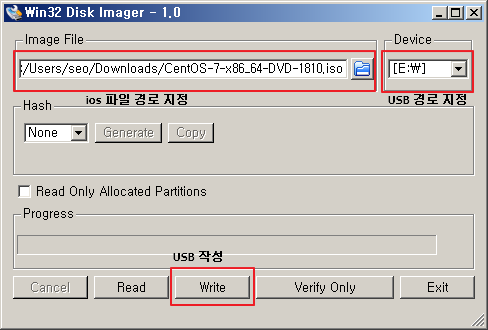 Win32 Disk Imager - 1.0
Image File
Device
:/Users/seo/Downloads/CentOS-7-x86_64-DVD-1810.iso
[E:₩]
ios 파일 경로 지정
USB 경로 지정
Hash
None
Generate
Copy
Read Only Allocated Partitions
Progress
USB 작성
Cancel
Read
Write
Verify Only
Exit